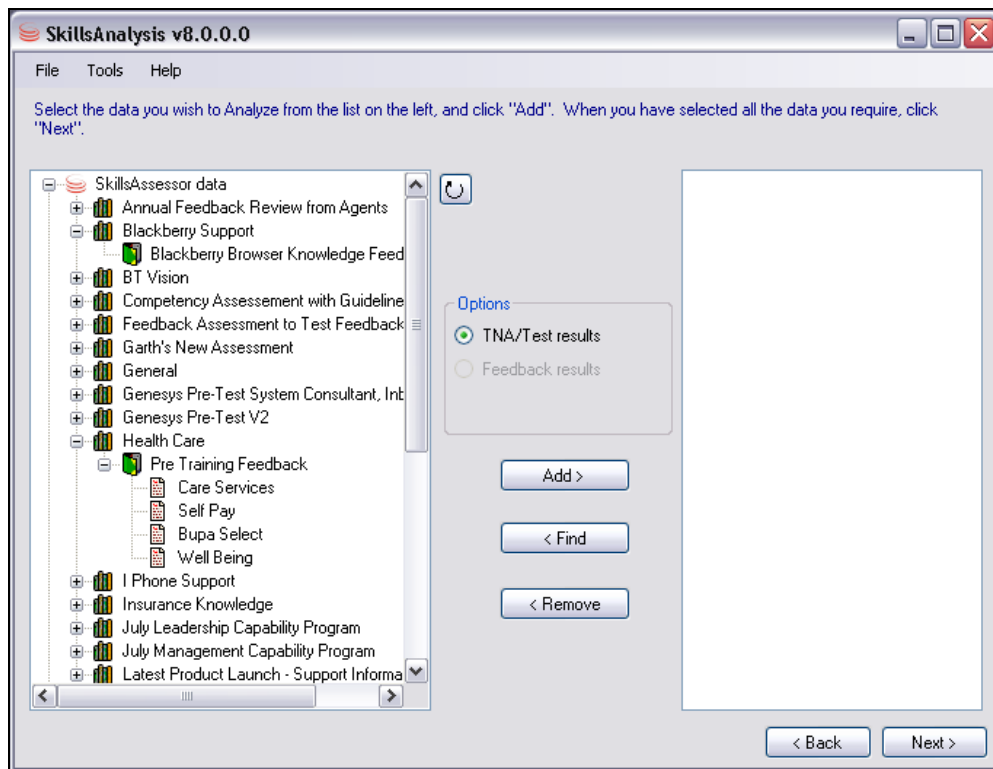 SkillsAnalysis v8.0.0.0
File Tools Help
Select the data you wish to Analyze from the list on the left, and click "Add". When you have selected all the data you require, click
"Next".
SkillsAssessor data
Annual Feedback Review from Agents
Blackberry Support
Blackberry Browser Knowledge Feed
BT Vision
Competency Assessement with Guideline
Feedback Assessment to Test Feedback
Garth's New Assessment
General
Genesys Pre-Test System Consultant, Int
Genesys Pre-Test V2
Health Care
Pre Training Feedback
Care Services
Self Pay
Bupa Select
Well Being
I Phone Support
Insurance Knowledge
July Leadership Capability Program
July Management Capability Program
Latest Product Launch - Support Informa
Options
TNA/Test results
Feedback results
Add >
< Find
< Remove
< Back
Next >